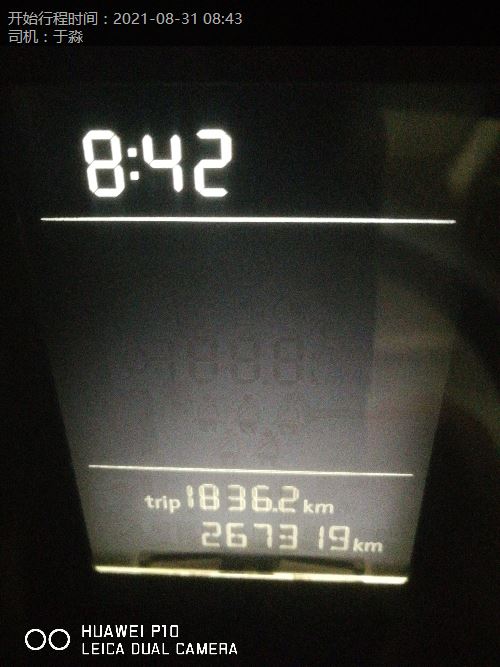 开始行程时间：2021-08-31 08:43
司机：于淼
8:42
trip 1836.2 km
267319 km
HUAWEI P10
LEICA DUAL CAMERA